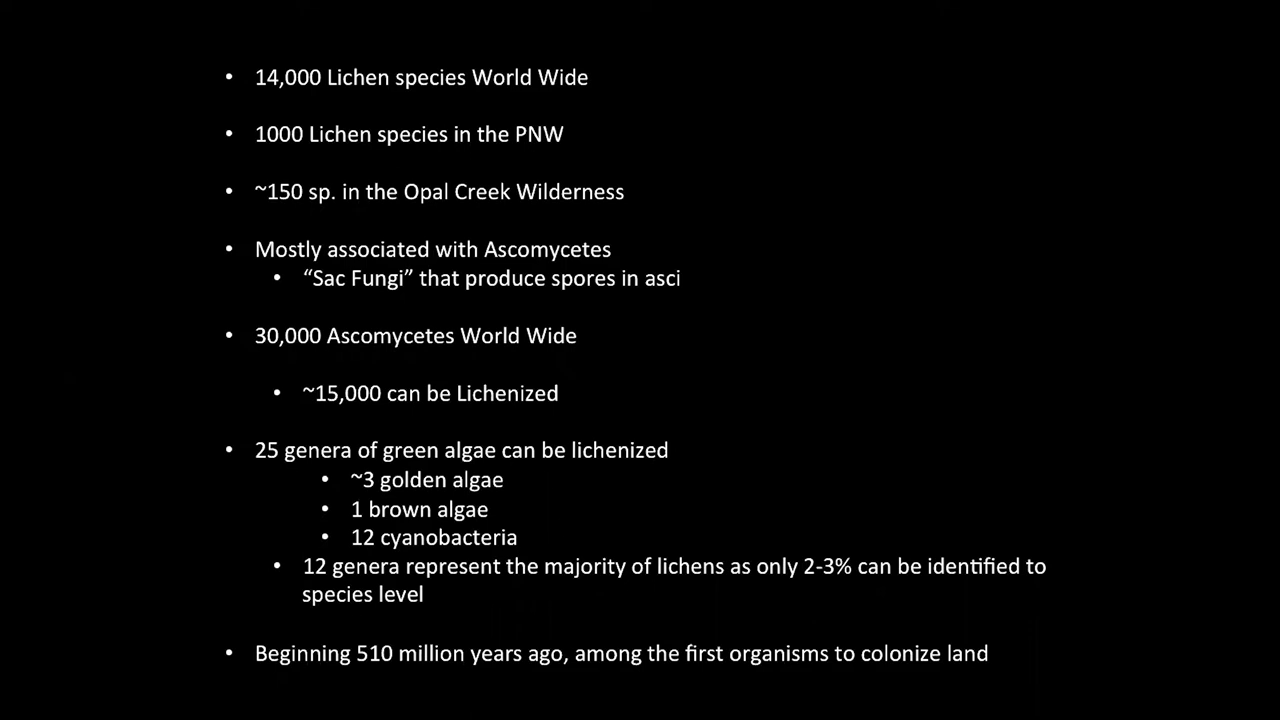 • 14,000 Lichen species World Wide
• 1000 Lichen species in the PNW
• ~150 sp. in the Opal Creek Wilderness
• Mostly associated with Ascomycetes
• “Sac Fungi” that produce spores in asci
• 30,000 Ascomycetes World Wide
• ~15,000 can be Lichenized
• 25 genera of green algae can be lichenized
• ~3 golden algae
• 1 brown algae
• 12 cyanobacteria
• 12 genera represent the majority of lichens as only 2-3% can be identified to
species level
• Beginning 510 million years ago, among the first organisms to colonize land